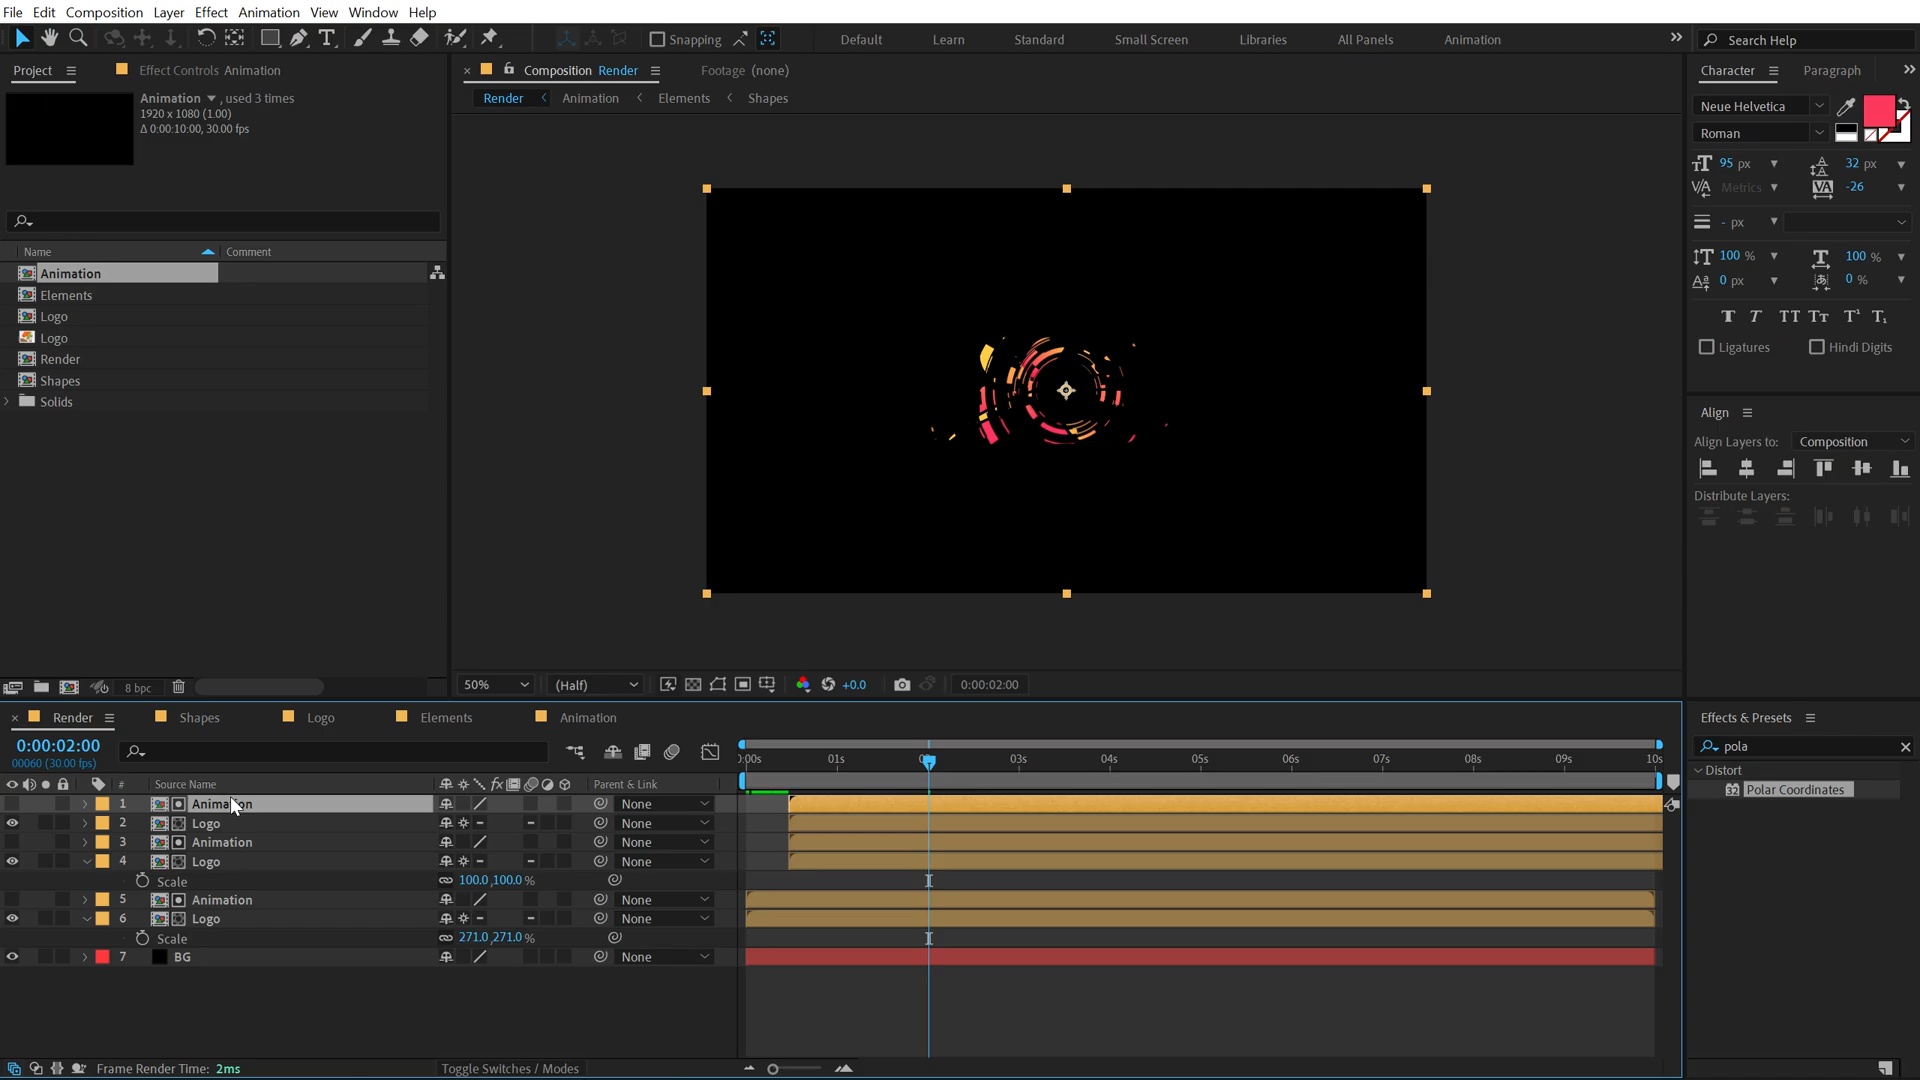 File Edit Composition Layer Effect Animation View Window Help
Snapping Default Learn Standard Small Screen Libraries All Panels Animation Search Help
Project Effect Controls Animation Composition Render Footage (none) Character Paragraph
Animation , used 3 times
1920 x 1080 (1.00)
Δ 0:00:10:00, 30.00 fps
Render Animation Elements Shapes
Neue Helvetica
Roman
95 px 32 px
Metrics -26
- px
100 % 100 %
0 px 0 %
Ligatures Hindi Digits
Name Comment
Animation
Elements
Logo
Logo
Render
Shapes
Solids
Align
Align Layers to: Composition
Distribute Layers:
8 bpc 50% (Half) +0.0 0:00:02:00
Render Shapes Logo Elements Animation
Effects & Presets
pola
Distort
32 Polar Coordinates
0:00:02:00
00060 (30.00 fps)
# Source Name Parent & Link
0:00s 01s 02s 03s 04s 05s 06s 07s 08s 09s 10s
1 Animation None
2 Logo None
3 Animation None
4 Logo None
Scale 100.0,100.0 %
5 Animation None
6 Logo None
Scale 271.0,271.0 %
7 BG None
Frame Render Time: 2ms Toggle Switches / Modes